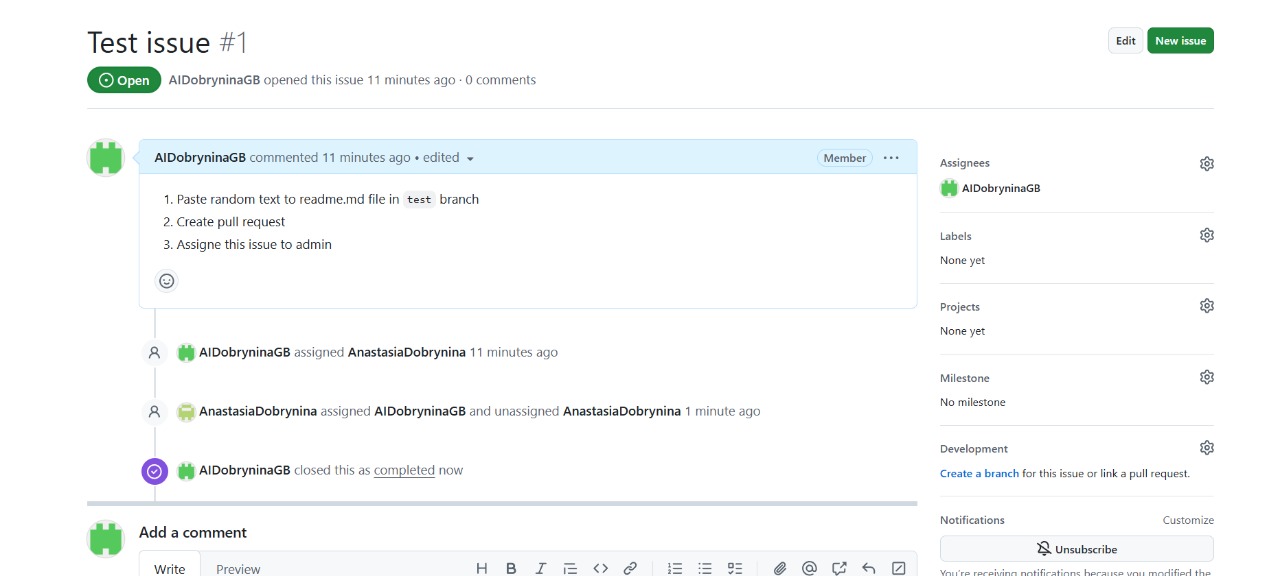 Test issue #1
Edit
New issue
Open
AIDobryninaGB opened this issue 11 minutes ago · 0 comments
AIDobryninaGB commented 11 minutes ago • edited
Member
1. Paste random text to readme.md file in test branch
2. Create pull request
3. Assigne this issue to admin
AIDobryninaGB assigned AnastasiaDobrynina 11 minutes ago
AnastasiaDobrynina assigned AIDobryninaGB and unassigned AnastasiaDobrynina 1 minute ago
AIDobryninaGB closed this as completed now
Add a comment
Write
Preview
H B I
Assignees
AIDobryninaGB
Labels
None yet
Projects
None yet
Milestone
No milestone
Development
Create a branch for this issue or link a pull request.
Notifications
Customize
Unsubscribe
You're receiving notifications because you modified the